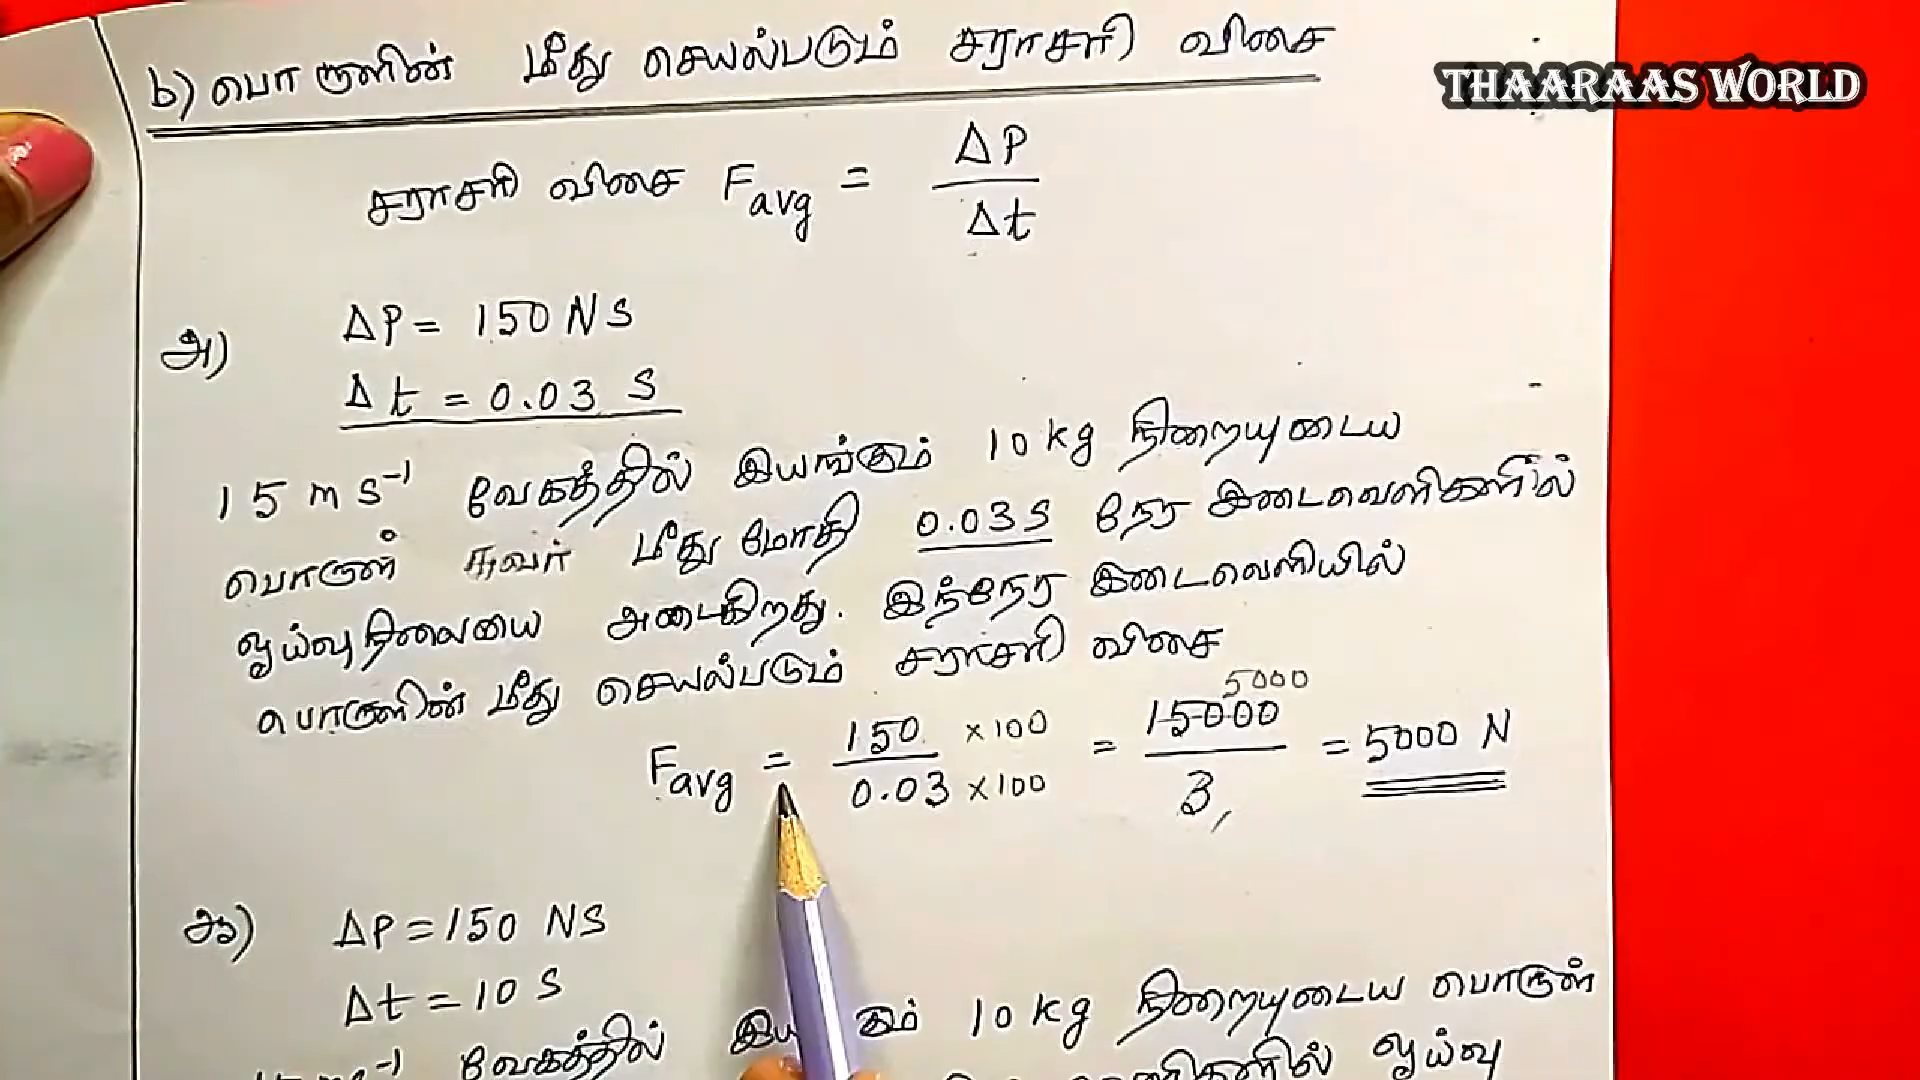 b) பொருளின் மீது செயல்படும் சராசரி விசை
THAARAAS WORLD
சராசரி விசை Favg = Δp / Δt
அ) Δp = 150 NS
Δt = 0.03 S
15 m s⁻¹ வேகத்தில் இயங்கும் 10 kg நிறையுடைய
பொருள் சுவர் மீது மோதி 0.03S நேர இடைவெளிகளில்
ஓய்வுநிலையை அடைகிறது. இந்நேர இடைவெளியில்
பொருளின் மீது செயல்படும் சராசரி விசை
Favg = 150 × 100 / 0.03 × 100 = 15000 5000 / 3, = 5000 N
ஆ) Δp = 150 NS
Δt = 10 S
வேகத்தில் 10 kg நிறையுடைய பொருள்
ஓய்வு